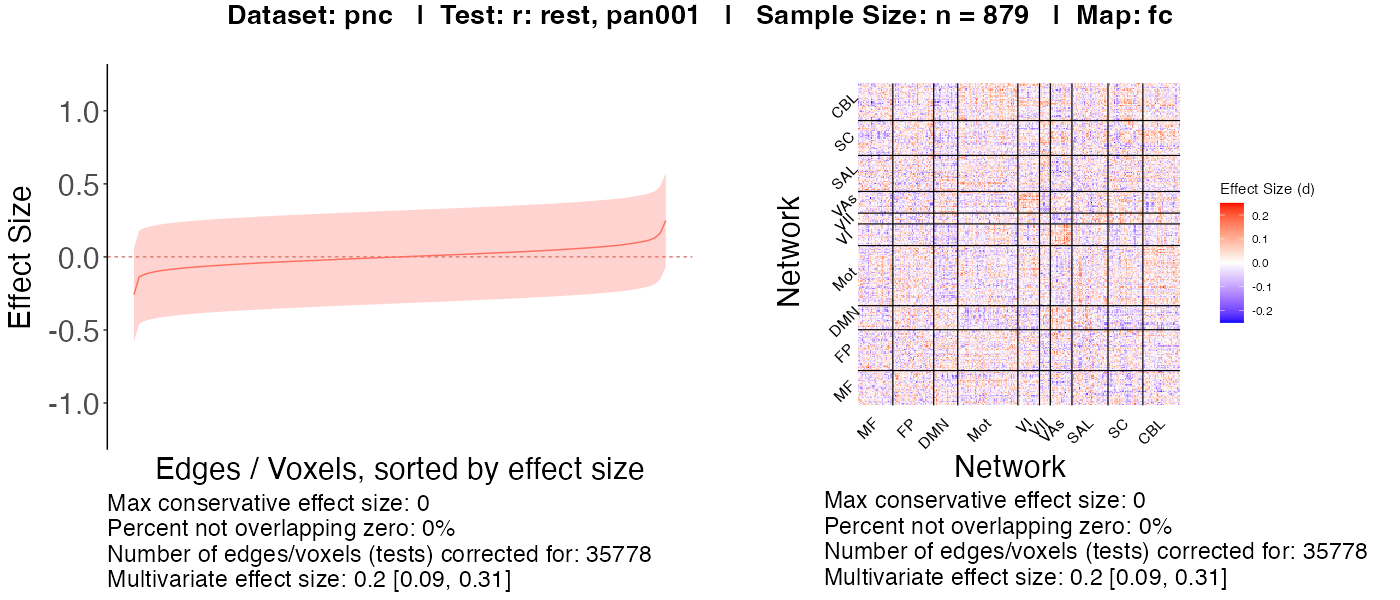 Dataset: pnc | Test: r: rest, pan001 | Sample Size: n = 879 | Map: fc
1.0
0.5
0.0
-0.5
-1.0
Effect Size
Edges / Voxels, sorted by effect size
Max conservative effect size: 0
Percent not overlapping zero: 0%
Number of edges/voxels (tests) corrected for: 35778
Multivariate effect size: 0.2 [0.09, 0.31]
Network
CBL
SC
SAL
VAs
VII
VI
Mot
DMN
FP
MF
MF
FP
DMN
Mot
VI
VII
VAs
SAL
SC
CBL
Network
Effect Size (d)
0.2
0.1
0.0
-0.1
-0.2
Max conservative effect size: 0
Percent not overlapping zero: 0%
Number of edges/voxels (tests) corrected for: 35778
Multivariate effect size: 0.2 [0.09, 0.31]